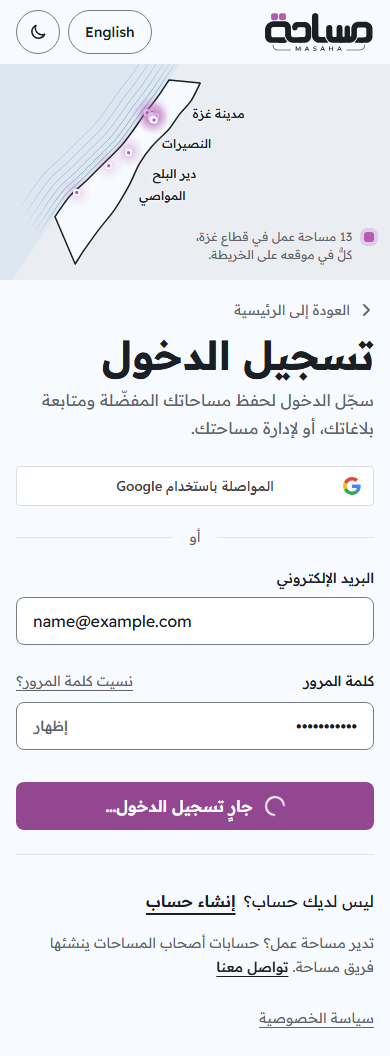 مساحة
MASAHA
English
مدينة غزة
النصيرات
دير البلح
المواصي
13 مساحة عمل في قطاع غزة،
كلٌّ في موقعه على الخريطة.
العودة إلى الرئيسية
تسجيل الدخول
سجّل الدخول لحفظ مساحاتك المفضّلة ومتابعة
بلاغاتك، أو لإدارة مساحتك.
المواصلة باستخدام Google
أو
البريد الإلكتروني
name@example.com
كلمة المرور
نسيت كلمة المرور؟
إظهار
جارٍ تسجيل الدخول...
ليس لديك حساب؟ إنشاء حساب
تدير مساحة عمل؟ حسابات أصحاب المساحات ينشئها
فريق مساحة. تواصل معنا
سياسة الخصوصية